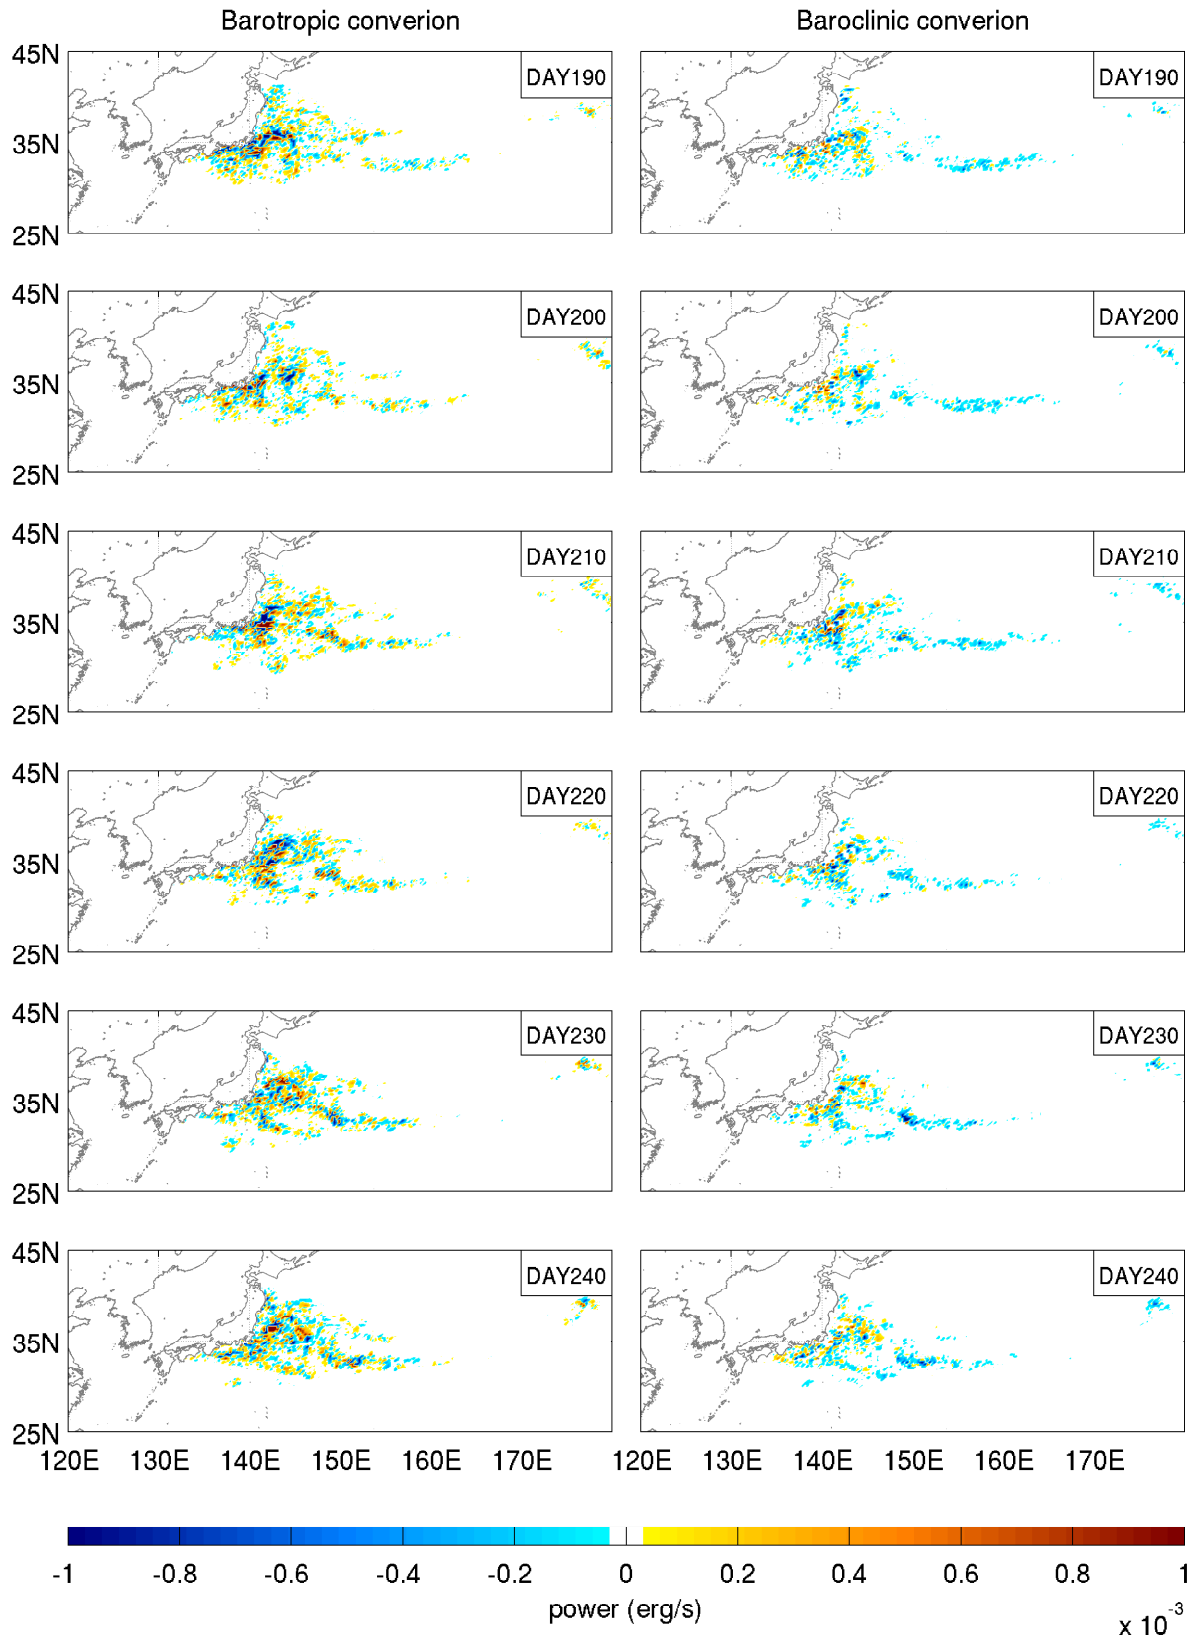 Barotropic converion Baroclinic converion
45N DAY190 DAY190
35N
25N
45N DAY200 DAY200
35N
25N
45N DAY210 DAY210
35N
25N
45N DAY220 DAY220
35N
25N
45N DAY230 DAY230
35N
25N
45N DAY240 DAY240
35N
25N
120E 130E 140E 150E 160E 170E 120E 130E 140E 150E 160E 170E
-1 -0.8 -0.6 -0.4 -0.2 0 0.2 0.4 0.6 0.8 1
power (erg/s)
x 10⁻³